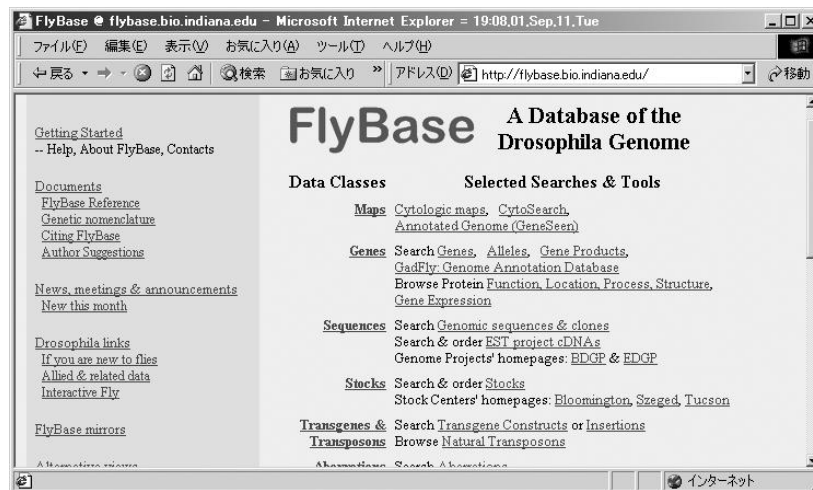 FlyBase @ flybase.bio.indiana.edu - Microsoft Internet Explorer = 19:08,01,Sep,11,Tue
ファイル(F) 編集(E) 表示(V) お気に入り(A) ツール(T) ヘルプ(H)
戻る 検索 お気に入り » アドレス(D) http://flybase.bio.indiana.edu/ 移動
Getting Started
-- Help, About FlyBase, Contacts
Documents
FlyBase Reference
Genetic nomenclature
Citing FlyBase
Author Suggestions
News, meetings & announcements
New this month
Drosophila links
If you are new to flies
Allied & related data
Interactive Fly
FlyBase mirrors
Alternative views
FlyBase
A Database of the
Drosophila Genome
Data Classes Selected Searches & Tools
Maps Cytologic maps, CytoSearch,
Annotated Genome (GeneSeen)
Genes Search Genes, Alleles, Gene Products,
GadFly: Genome Annotation Database
Browse Protein Function, Location, Process, Structure,
Gene Expression
Sequences Search Genomic sequences & clones
Search & order EST project cDNAs
Genome Projects' homepages: BDGP & EDGP
Stocks Search & order Stocks
Stock Centers' homepages: Bloomington, Szeged, Tucson
Transgenes & Search Transgene Constructs or Insertions
Transposons Browse Natural Transposons
Aberrations Search Aberrations
インターネット